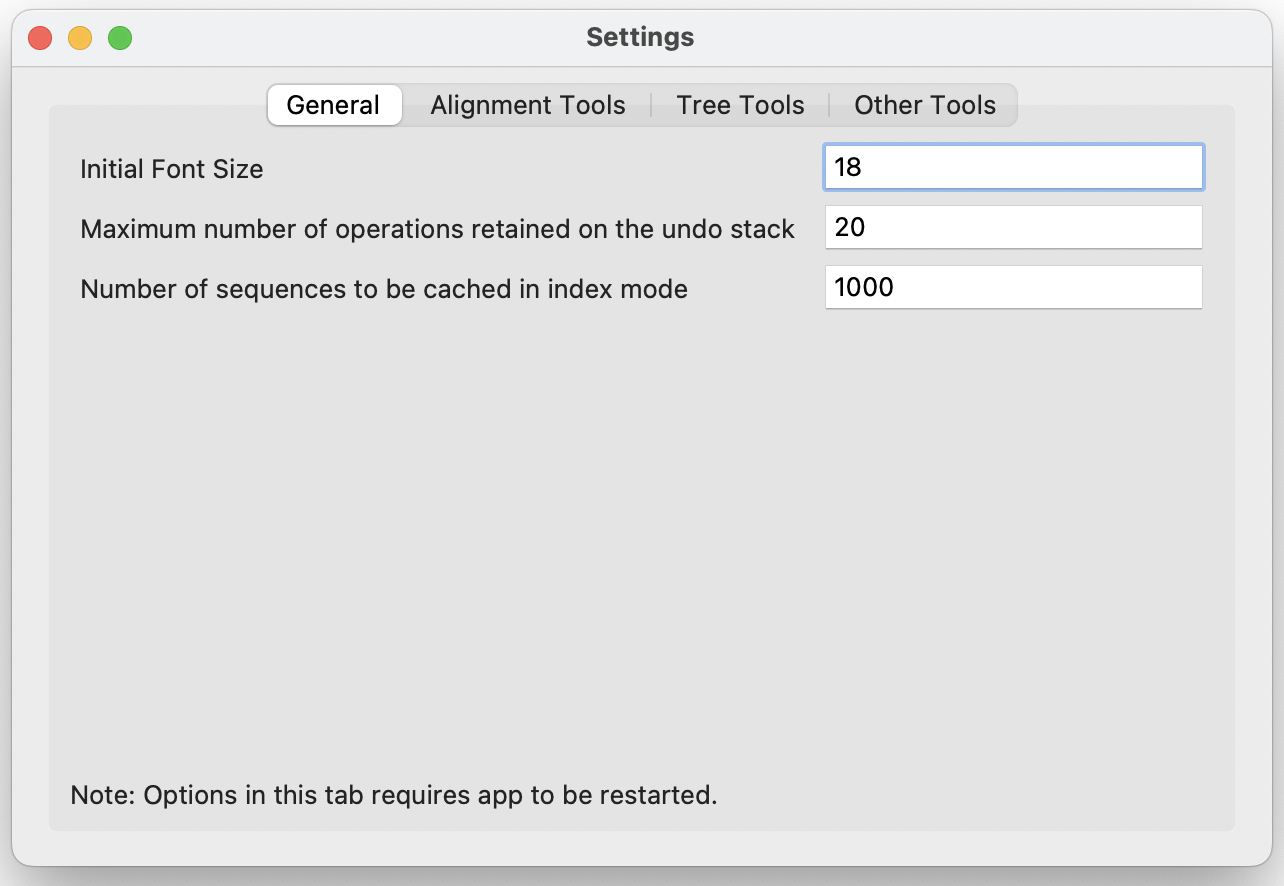 Settings
General Alignment Tools Tree Tools Other Tools
Initial Font Size 18
Maximum number of operations retained on the undo stack 20
Number of sequences to be cached in index mode 1000
Note: Options in this tab requires app to be restarted.